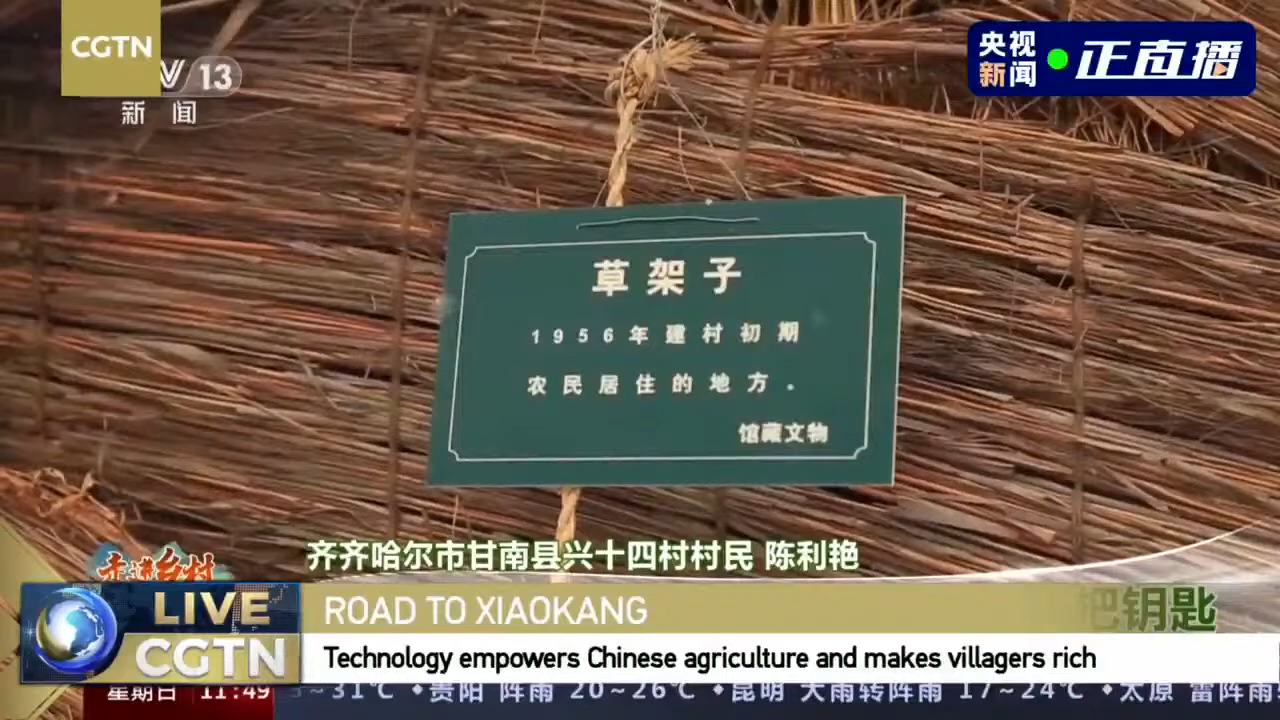 CGTN
V 13
新闻
央视新闻 正直播
草架子
1956年建村初期
农民居住的地方。
馆藏文物
走进乡村
齐齐哈尔市甘南县兴十四村村民 陈利艳
LIVE
CGTN
ROAD TO XIAOKANG
把钥匙
Technology empowers Chinese agriculture and makes villagers rich
星期日 11:49
~31℃ ◆贵阳 阵雨 20~26℃ ◆昆明 大雨转阵雨 17~24℃ ◆太原 雷阵雨